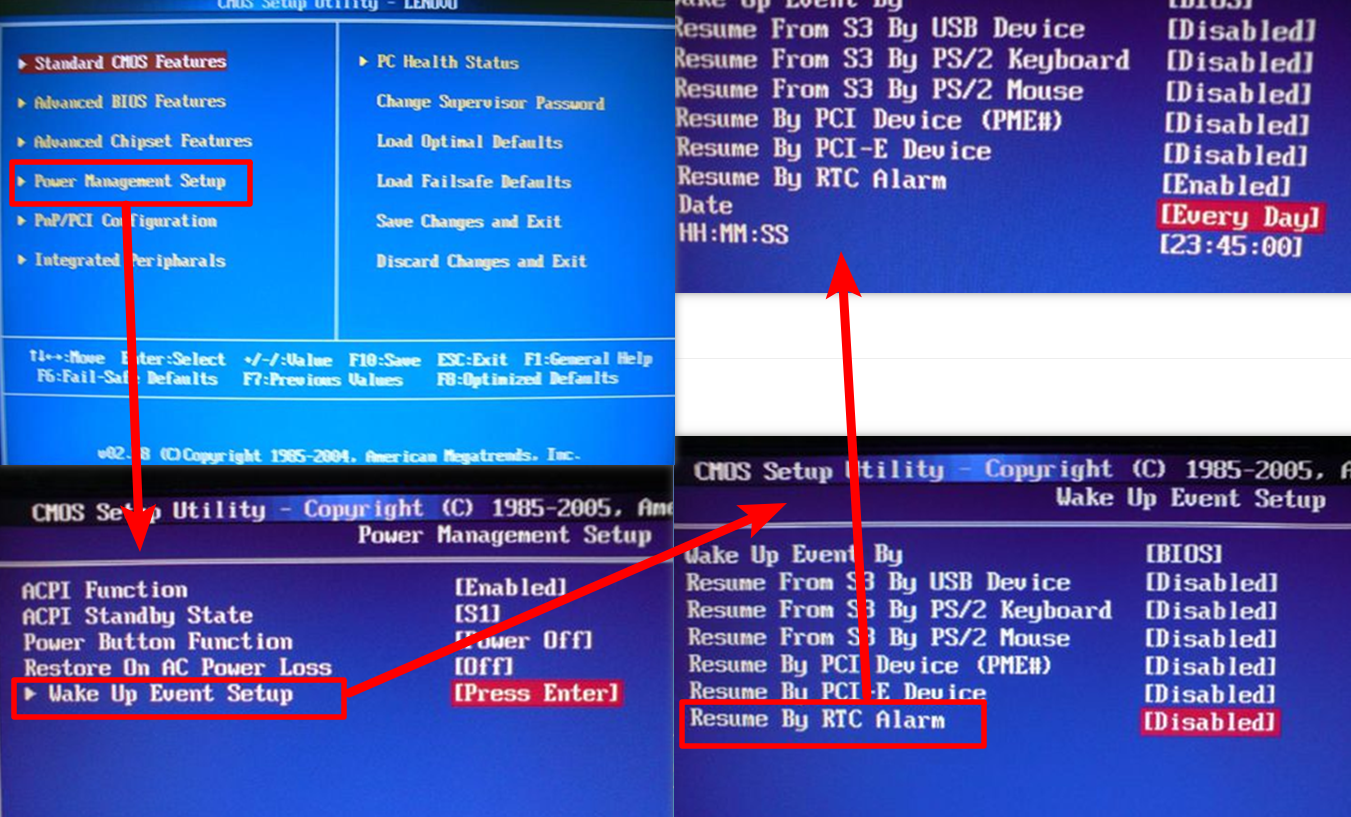 CMOS Setup Utility - LENOVO
Standard CMOS Features
Advanced BIOS Features
Advanced Chipset Features
Power Management Setup
PnP/PCI Configuration
Integrated Peripharals
PC Health Status
Change Supervisor Password
Load Optimal Defaults
Load Failsafe Defaults
Save Changes and Exit
Discard Changes and Exit
↑↓←→:Move Enter:Select +/-/:Value F10:Save ESC:Exit F1:General Help
F6:Fail-Safe Defaults F7:Previous Values F8:Optimized Defaults
(C)Copyright 1985-2004, American Megatrends, Inc.
Wake Up Event By [BIOS]
Resume From S3 By USB Device [Disabled]
Resume From S3 By PS/2 Keyboard [Disabled]
Resume From S3 By PS/2 Mouse [Disabled]
Resume By PCI Device (PME#) [Disabled]
Resume By PCI-E Device [Disabled]
Resume By RTC Alarm [Enabled]
Date [Every Day]
HH:MM:SS [23:45:00]
CMOS Setup Utility - Copyright (C) 1985-2005, Ame
Power Management Setup
ACPI Function [Enabled]
ACPI Standby State [S1]
Power Button Function [Power Off]
Restore On AC Power Loss [Off]
Wake Up Event Setup [Press Enter]
CMOS Setup Utility - Copyright (C) 1985-2005, A
Wake Up Event Setup
Wake Up Event By [BIOS]
Resume From S3 By USB Device [Disabled]
Resume From S3 By PS/2 Keyboard [Disabled]
Resume From S3 By PS/2 Mouse [Disabled]
Resume By PCI Device (PME#) [Disabled]
Resume By PCI-E Device [Disabled]
Resume By RTC Alarm [Disabled]